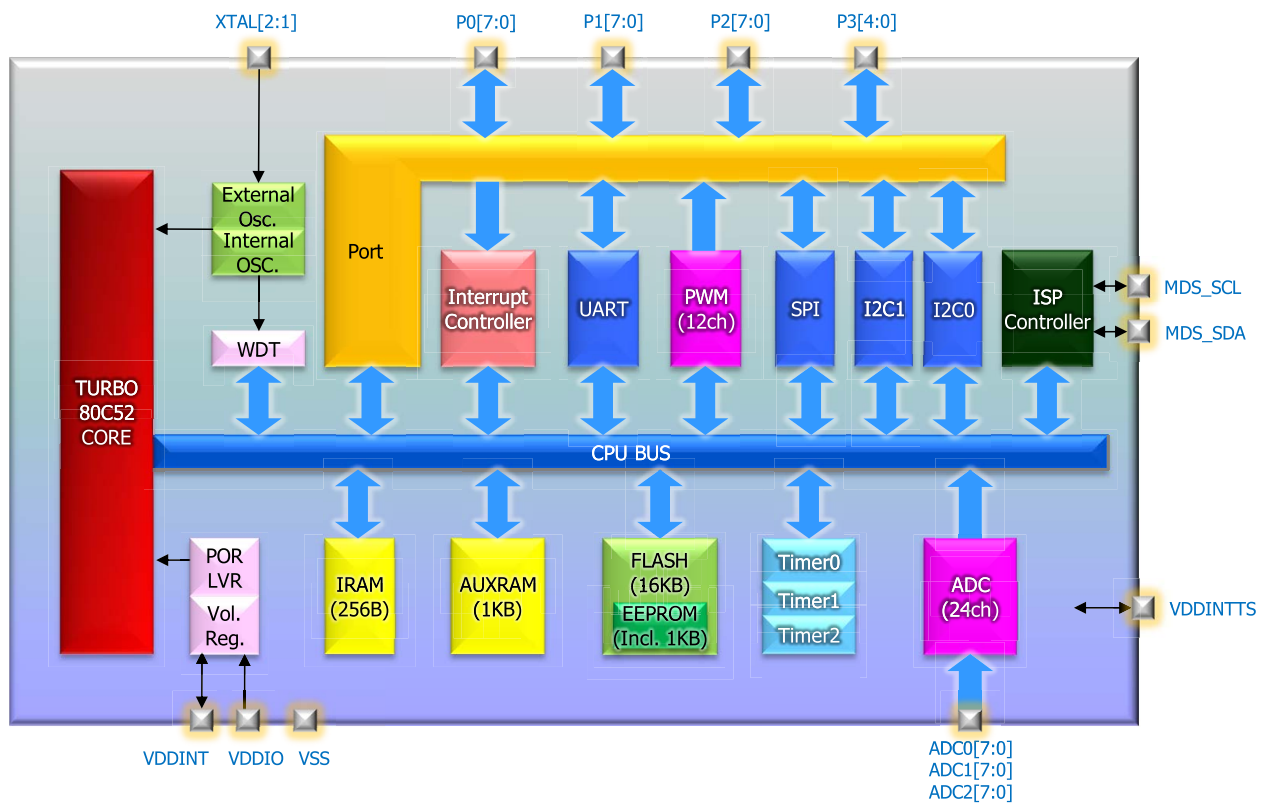 XTAL[2:1]
P0[7:0]
P1[7:0]
P2[7:0]
P3[4:0]
External
Osc.
Internal
OSC.
WDT
TURBO
80C52
CORE
Port
Interrupt
Controller
UART
PWM
(12ch)
SPI
I2C1
I2C0
ISP
Controller
MDS_SCL
MDS_SDA
CPU BUS
POR
LVR
Vol.
Reg.
IRAM
(256B)
AUXRAM
(1KB)
FLASH
(16KB)
EEPROM
(Incl. 1KB)
Timer0
Timer1
Timer2
ADC
(24ch)
VDDINTTS
VDDINT
VDDIO
VSS
ADC0[7:0]
ADC1[7:0]
ADC2[7:0]